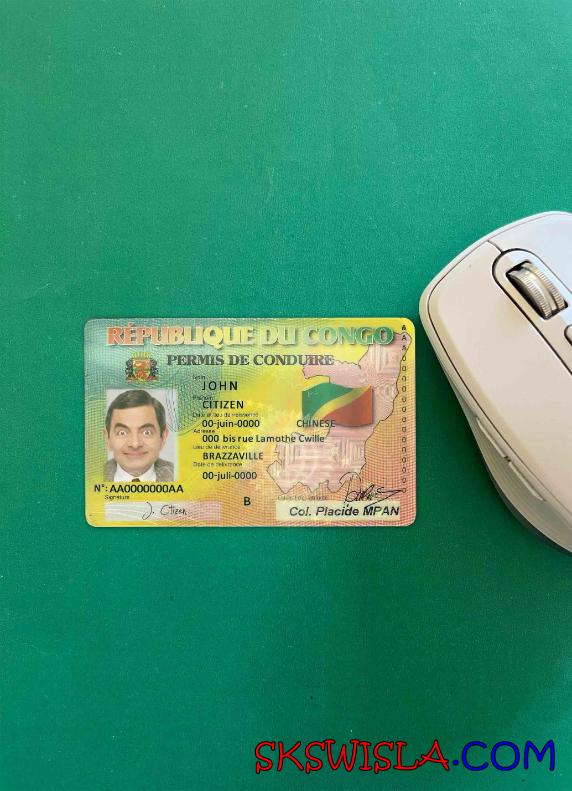 RÉPUBLIQUE DU CONGO
PERMIS DE CONDUIRE
Nom
JOHN
Prénom
CITIZEN
Date et lieu de naissance
00-juin-0000 CHINESE
Adresse
000 bis rue Lamothe Cwille
Lieu de délivrance
BRAZZAVILLE
Date de délivrance
00-juil-0000
N°: AA0000000AA
Signature
B
J. Citizen
Col. Placide MPAN
SKSWISLA.COM